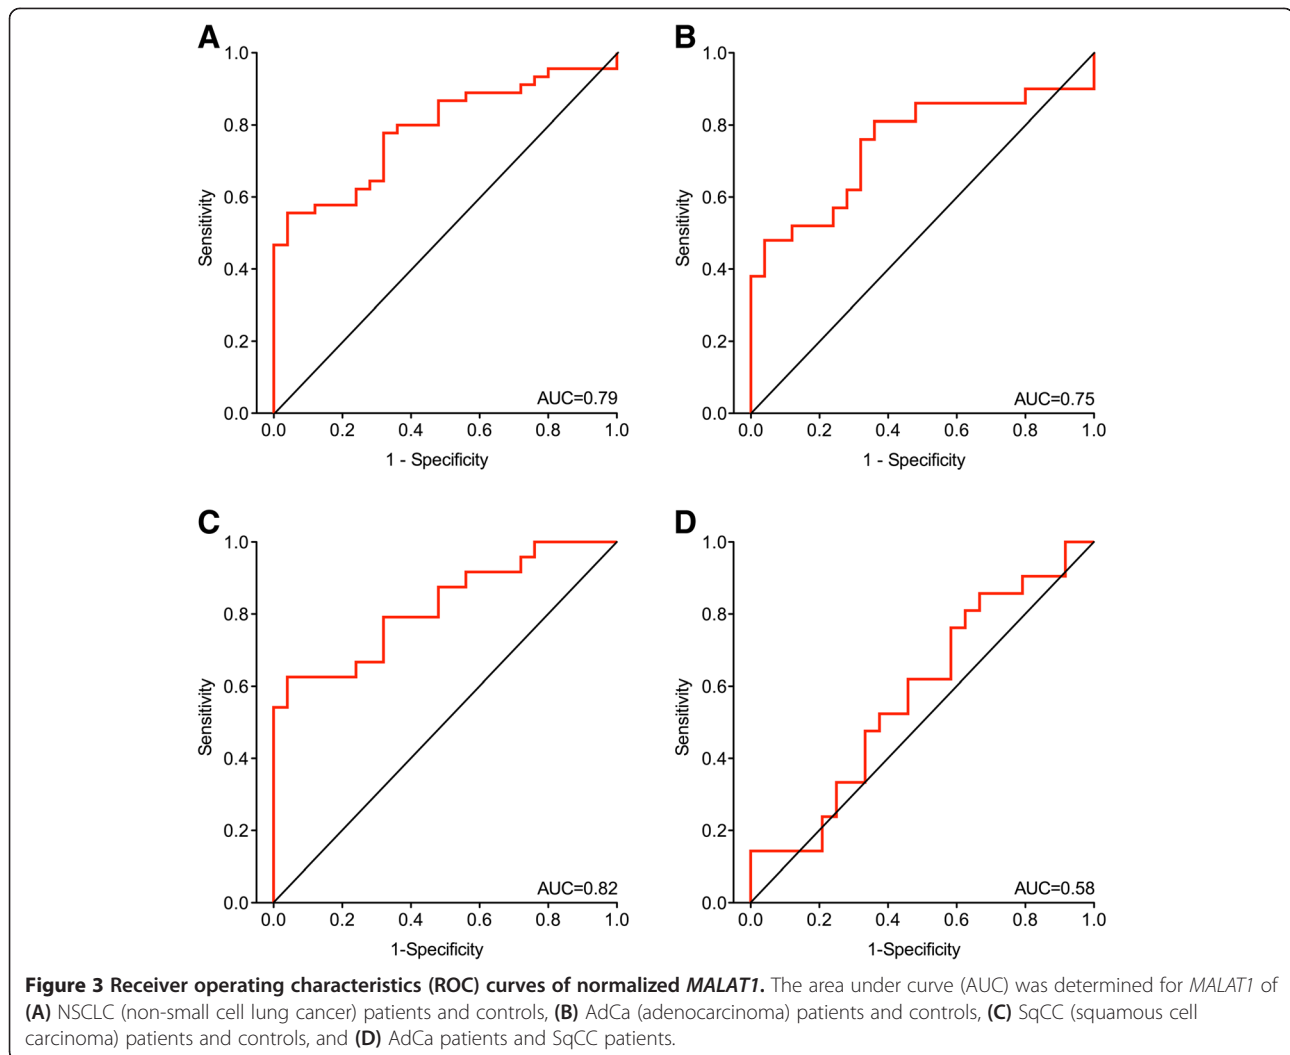 A
1.0
0.8
0.6
0.4
0.2
0.0
Sensitivity
AUC=0.79
0.0 0.2 0.4 0.6 0.8 1.0
1 - Specificity
B
1.0
0.8
0.6
0.4
0.2
0.0
Sensitivity
AUC=0.75
0.0 0.2 0.4 0.6 0.8 1.0
1 - Specificity
C
1.0
0.8
0.6
0.4
0.2
0.0
Sensitivity
AUC=0.82
0.0 0.2 0.4 0.6 0.8 1.0
1-Specificity
D
1.0
0.8
0.6
0.4
0.2
0.0
Sensitivity
AUC=0.58
0.0 0.2 0.4 0.6 0.8 1.0
1-Specificity
Figure 3 Receiver operating characteristics (ROC) curves of normalized MALAT1. The area under curve (AUC) was determined for MALAT1 of
(A) NSCLC (non-small cell lung cancer) patients and controls, (B) AdCa (adenocarcinoma) patients and controls, (C) SqCC (squamous cell
carcinoma) patients and controls, and (D) AdCa patients and SqCC patients.